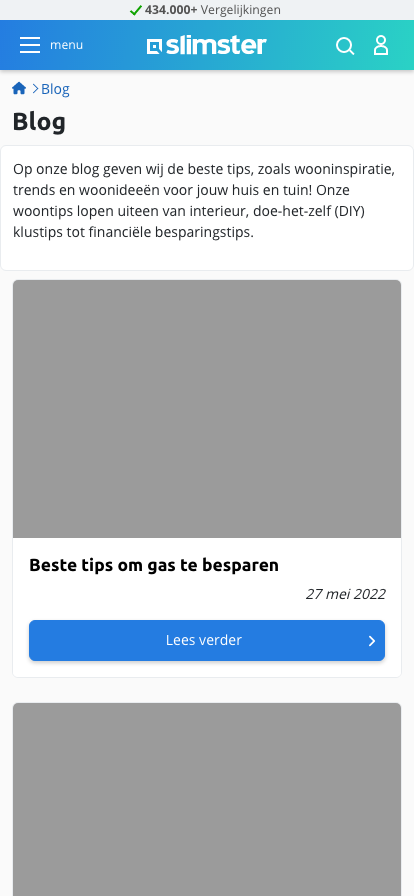 434.000+ Vergelijkingen
menu
slimster
Blog
Blog
Op onze blog geven wij de beste tips, zoals wooninspiratie,
trends en woonideeën voor jouw huis en tuin! Onze
woontips lopen uiteen van interieur, doe-het-zelf (DIY)
klustips tot financiële besparingstips.
Beste tips om gas te besparen
27 mei 2022
Lees verder